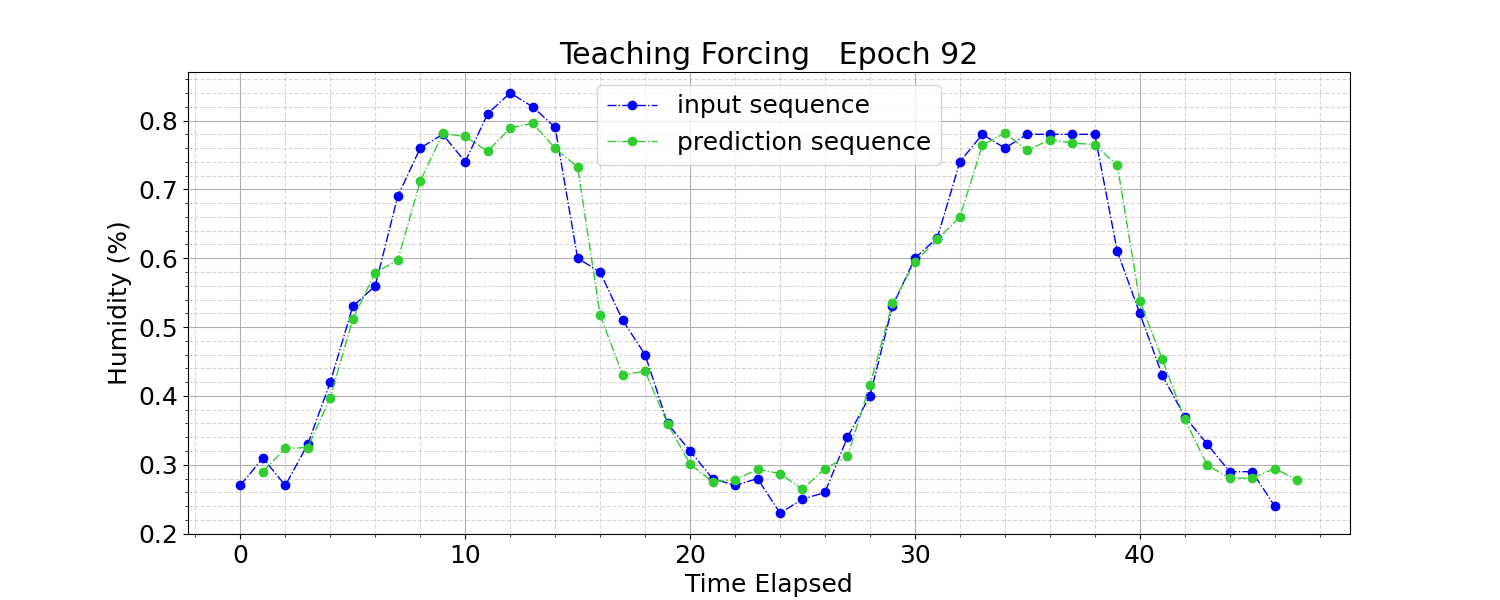 Teaching Forcing   Epoch 92
input sequence
prediction sequence
Humidity (%)
0.8
0.7
0.6
0.5
0.4
0.3
0.2
0 10 20 30 40
Time Elapsed